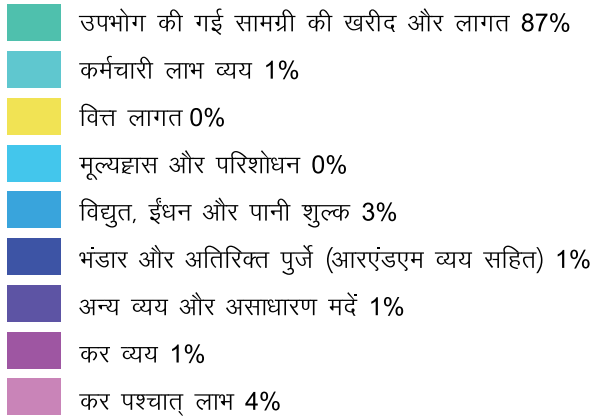 उपभोग की गई सामग्री की खरीद और लागत 87%
कर्मचारी लाभ व्यय 1%
वित्त लागत 0%
मूल्यह्रास और परिशोधन 0%
विद्युत, ईंधन और पानी शुल्क 3%
भंडार और अतिरिक्त पुर्जे (आरएंडएम व्यय सहित) 1%
अन्य व्यय और असाधारण मदें 1%
कर व्यय 1%
कर पश्चात् लाभ 4%